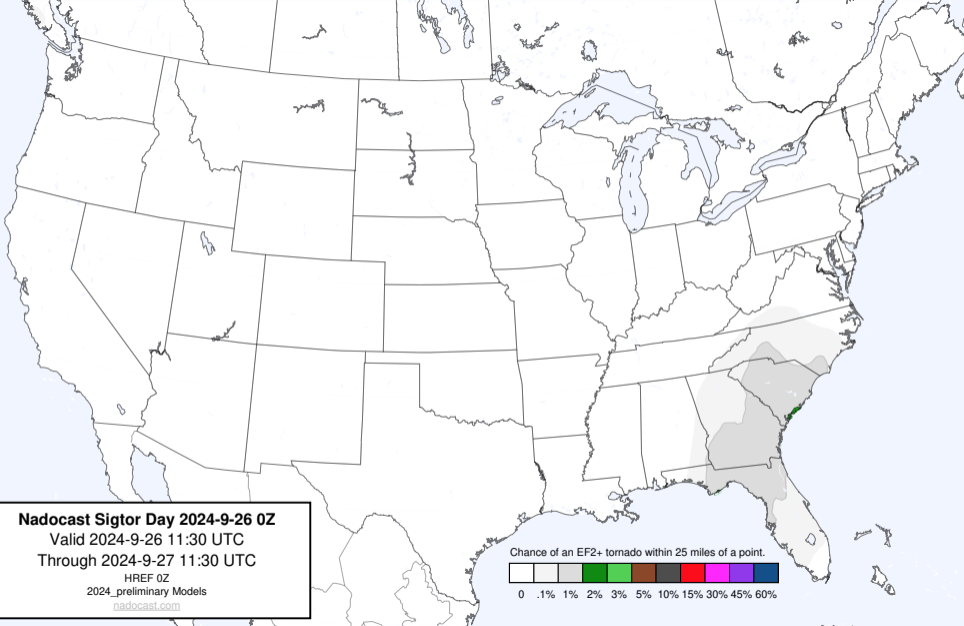 Nadocast Sigtor Day 2024-9-26 0Z
Valid 2024-9-26 11:30 UTC
Through 2024-9-27 11:30 UTC
HREF 0Z
2024_preliminary Models
nadocast.com
Chance of an EF2+ tornado within 25 miles of a point.
0 .1% 1% 2% 3% 5% 10% 15% 30% 45% 60%